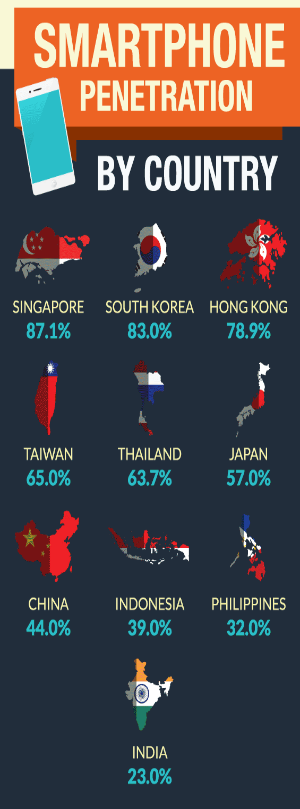 SMARTPHONE
PENETRATION
BY COUNTRY
SINGAPORE SOUTH KOREA HONG KONG
87.1% 83.0% 78.9%
TAIWAN THAILAND JAPAN
65.0% 63.7% 57.0%
CHINA INDONESIA PHILIPPINES
44.0% 39.0% 32.0%
INDIA
23.0%